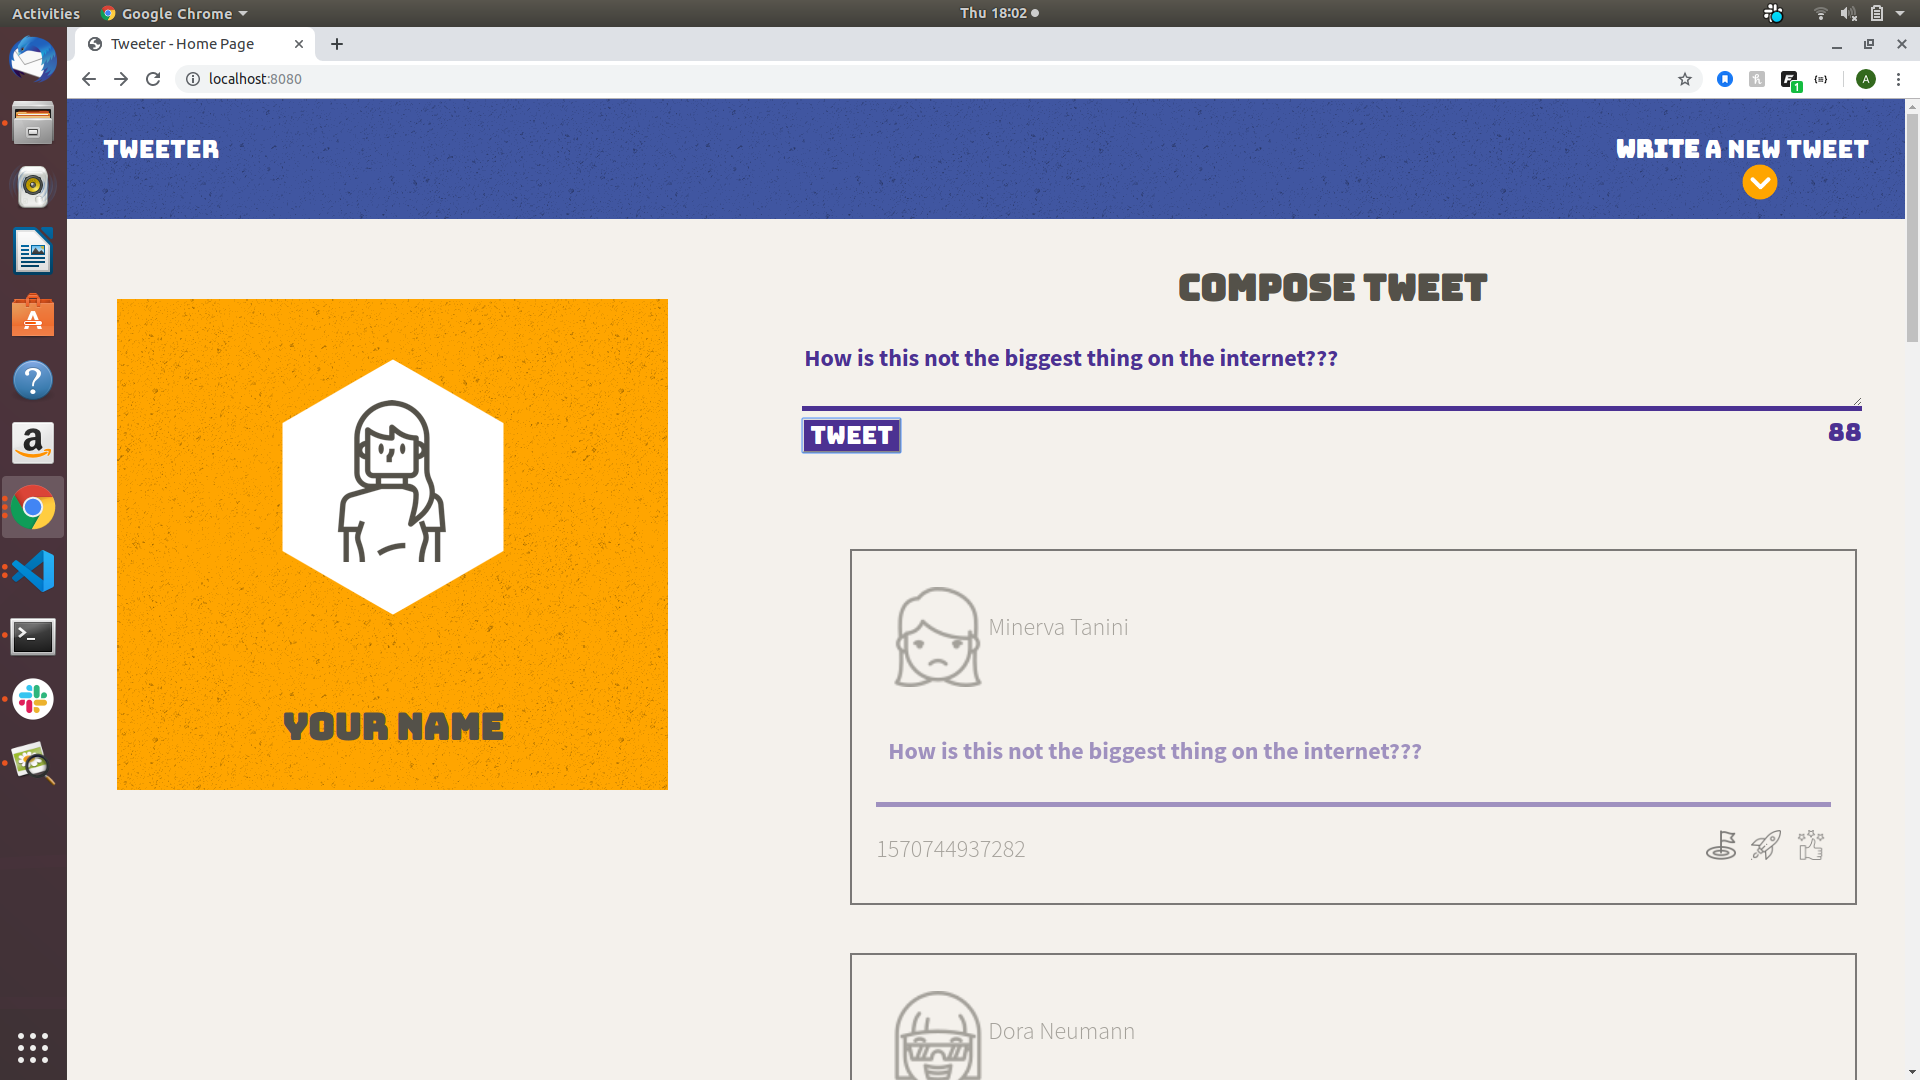 Activities Google Chrome Thu 18:02
Tweeter - Home Page
localhost:8080
A
1
TWEETER
WRITE A NEW TWEET
COMPOSE TWEET
How is this not the biggest thing on the internet???
TWEET 88
YOUR NAME
Minerva Tanini
How is this not the biggest thing on the internet???
1570744937282
Dora Neumann